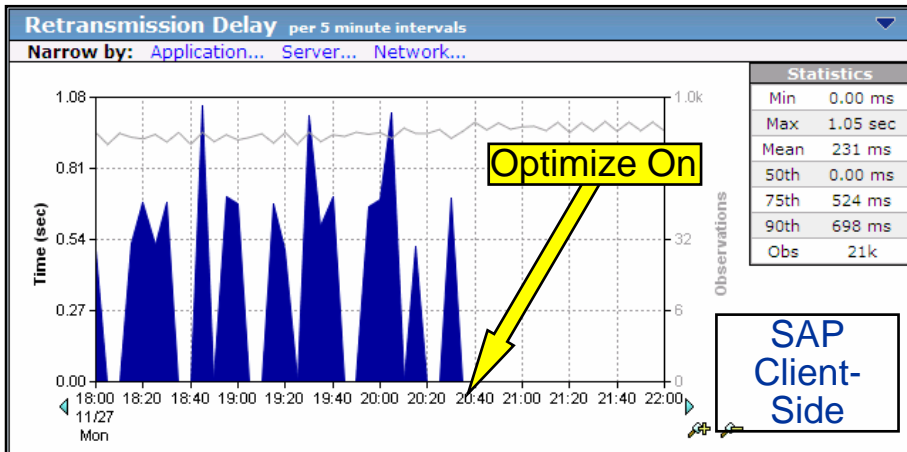 Retransmission Delay per 5 minute intervals
Narrow by: Application... Server... Network...
Statistics
Min 0.00 ms
Max 1.05 sec
Mean 231 ms
50th 0.00 ms
75th 524 ms
90th 698 ms
Obs 21k
Time (sec)
1.08
0.81
0.54
0.27
0.00
Optimize On
1.0k
32
6
0
Observations
18:00 18:20 18:40 19:00 19:20 19:40 20:00 20:20 20:40 21:00 21:20 21:40 22:00
11/27
Mon
SAP
Client-
Side